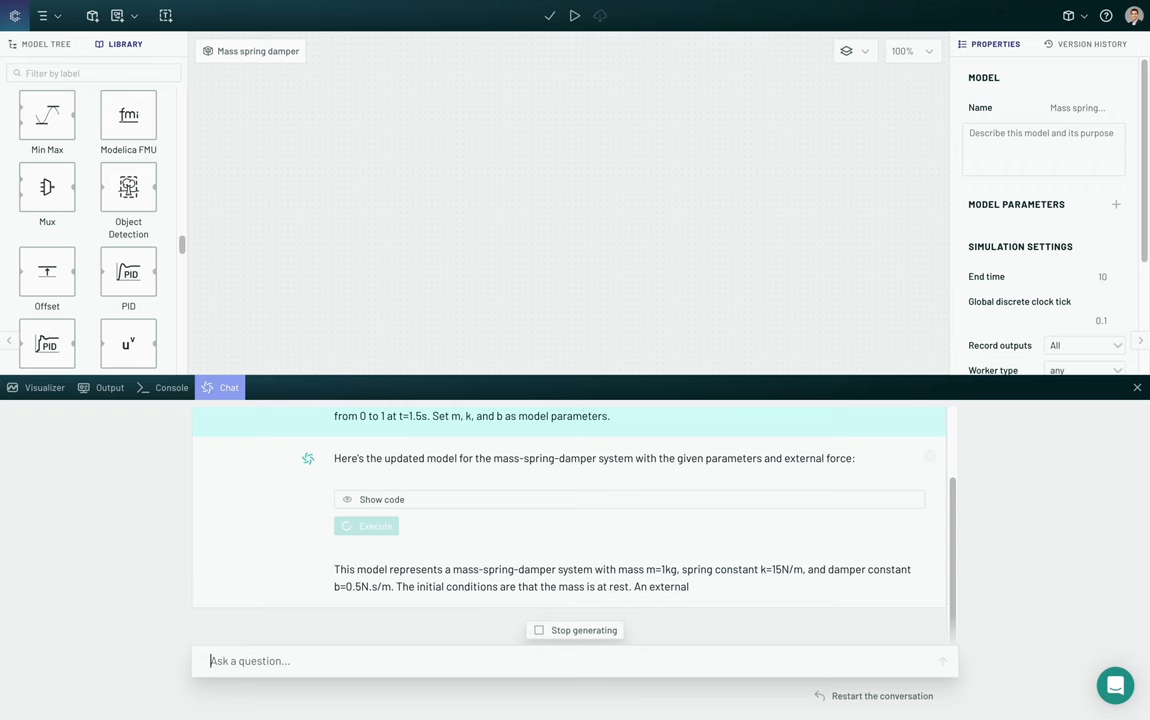 MODEL TREE
LIBRARY
Filter by label
Min Max
fmi
Modelica FMU
Mux
Object
Detection
Offset
PID
PID
PID
uv
Mass spring damper
100%
PROPERTIES
VERSION HISTORY
MODEL
Name
Mass spring...
Describe this model and its purpose
MODEL PARAMETERS
SIMULATION SETTINGS
End time
10
Global discrete clock tick
0.1
Record outputs
All
Worker type
any
Visualizer
Output
Console
Chat
from 0 to 1 at t=1.5s. Set m, k, and b as model parameters.
Here's the updated model for the mass-spring-damper system with the given parameters and external force:
Show code
Execute
This model represents a mass-spring-damper system with mass m=1kg, spring constant k=15N/m, and damper constant
b=0.5N.s/m. The initial conditions are that the mass is at rest. An external
Stop generating
Ask a question...
Restart the conversation